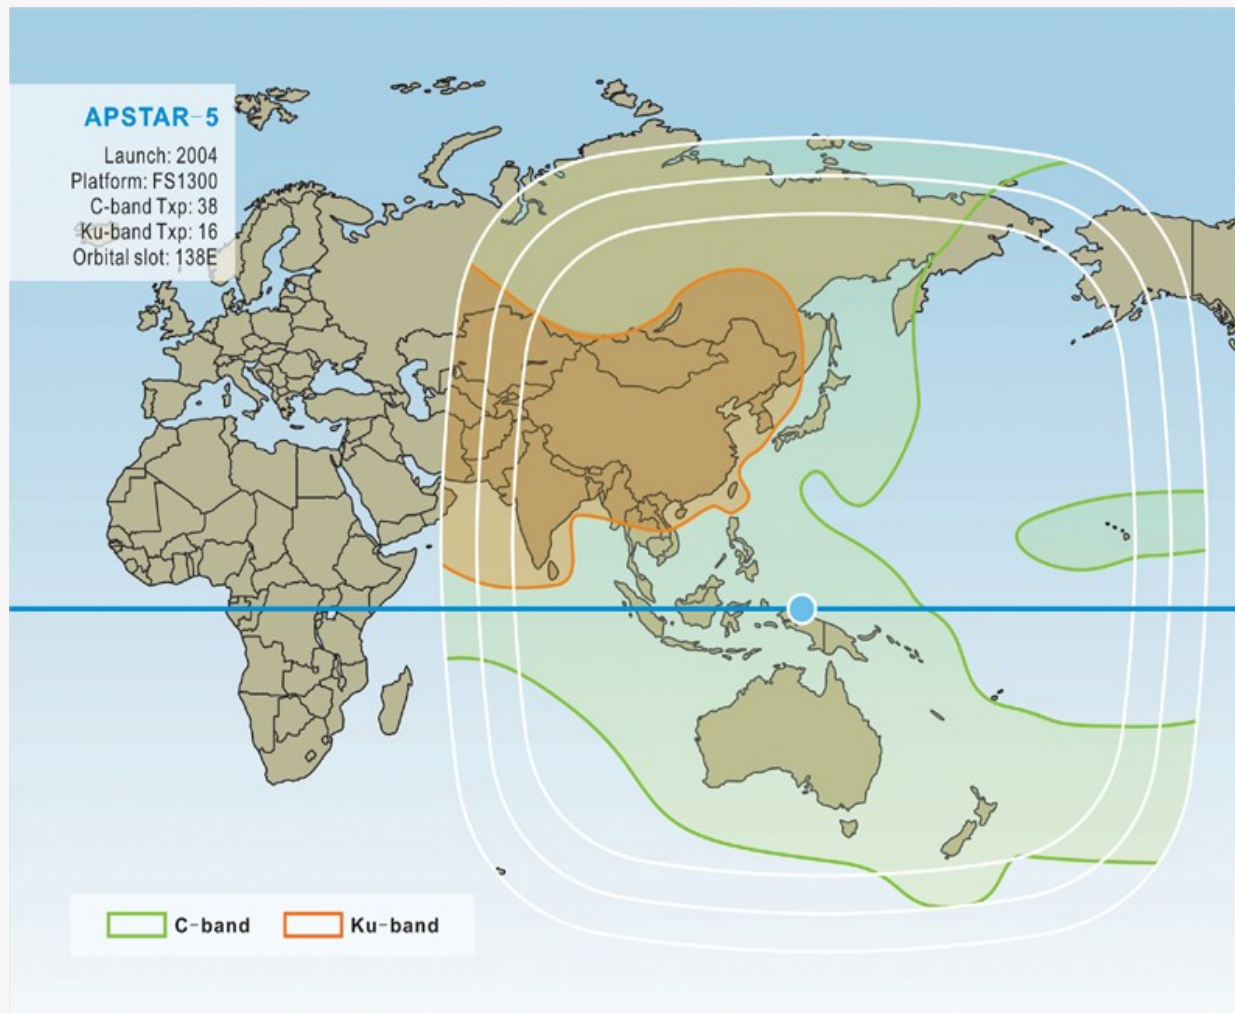 APSTAR-5
Launch: 2004
Platform: FS1300
C-band Txp: 38
Ku-band Txp: 16
Orbital slot: 138E
C-band
Ku-band